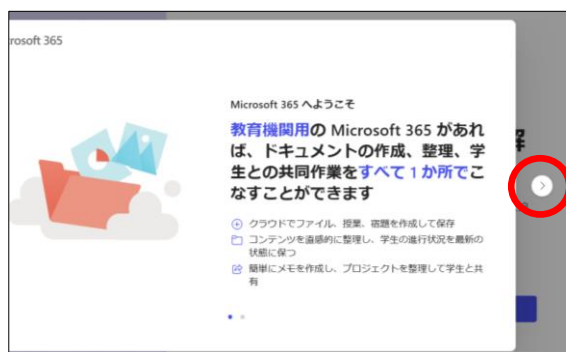 rosoft 365
Microsoft 365 へようこそ
教育機関用の Microsoft 365 があれ
ば、ドキュメントの作成、整理、学
生との共同作業をすべて 1 か所でこ
なすことができます
クラウドでファイル、授業、宿題を作成して保存
コンテンツを直感的に整理し、学生の進行状況を最新の
状態に保つ
簡単にメモを作成し、プロジェクトを整理して学生と共
有